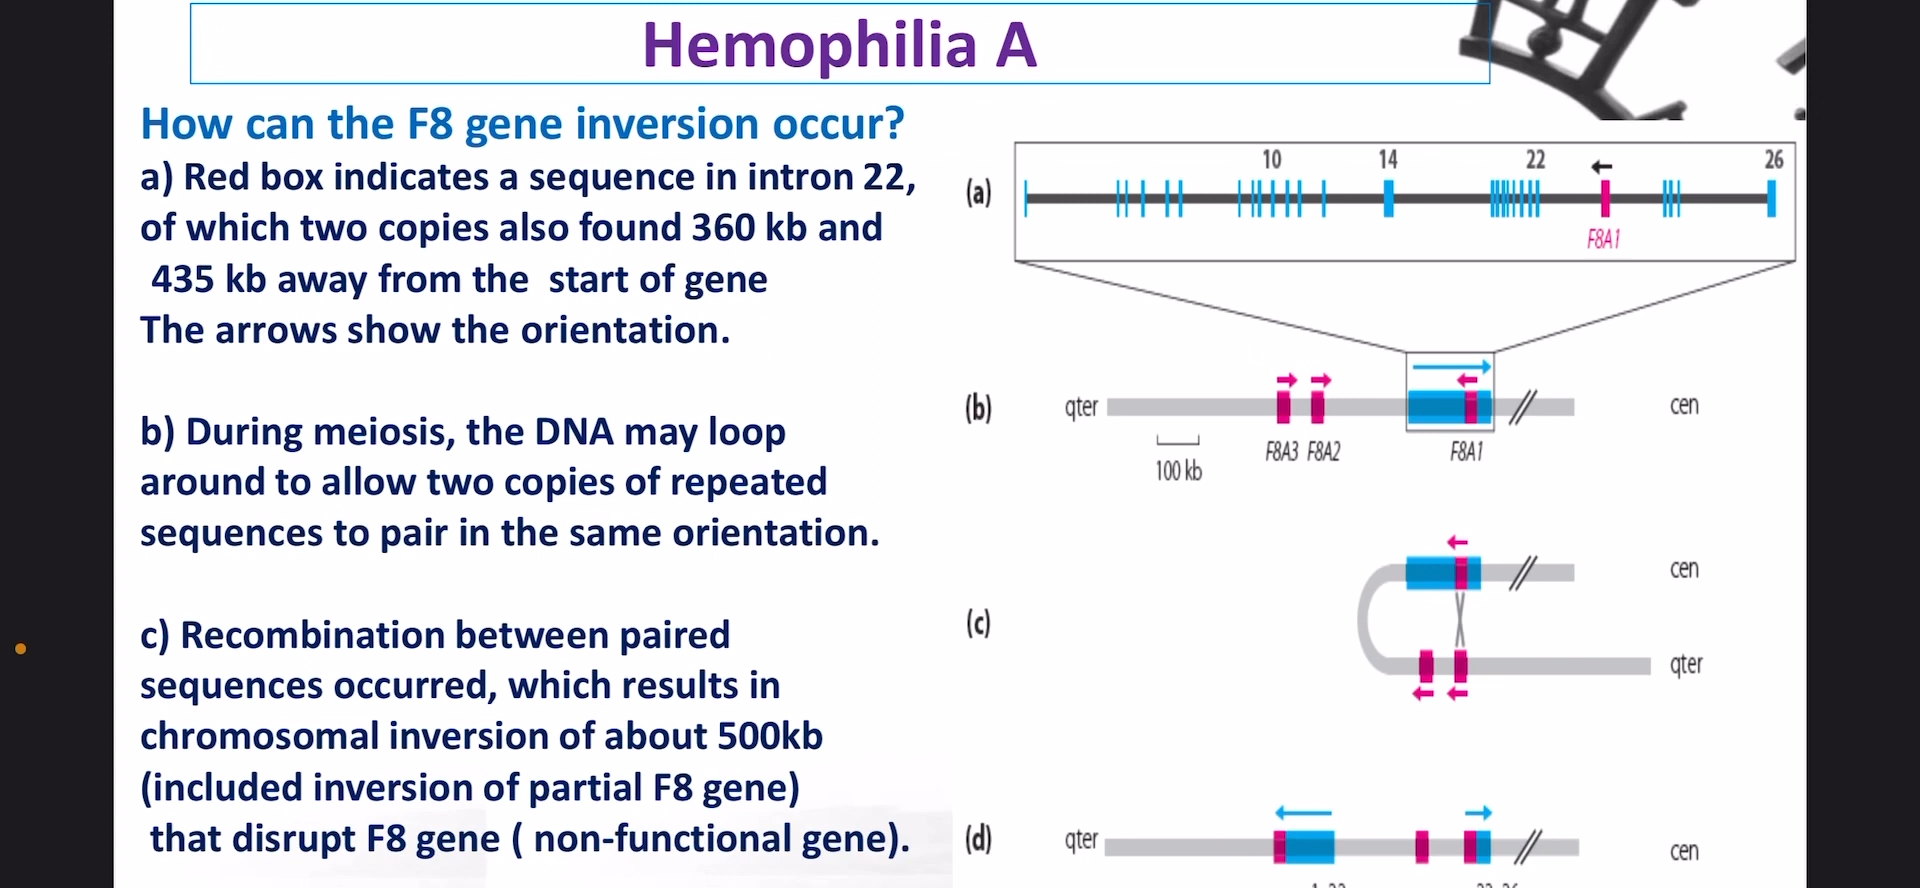 Hemophilia A
How can the F8 gene inversion occur?
a) Red box indicates a sequence in intron 22,
of which two copies also found 360 kb and
435 kb away from the start of gene
The arrows show the orientation.
b) During meiosis, the DNA may loop
around to allow two copies of repeated
sequences to pair in the same orientation.
c) Recombination between paired
sequences occurred, which results in
chromosomal inversion of about 500kb
(included inversion of partial F8 gene)
that disrupt F8 gene ( non-functional gene).
10 14 22 26
(a)
F8A1
(b) qter cen
F8A3 F8A2 F8A1
100 kb
cen
(c)
qter
(d) qter cen